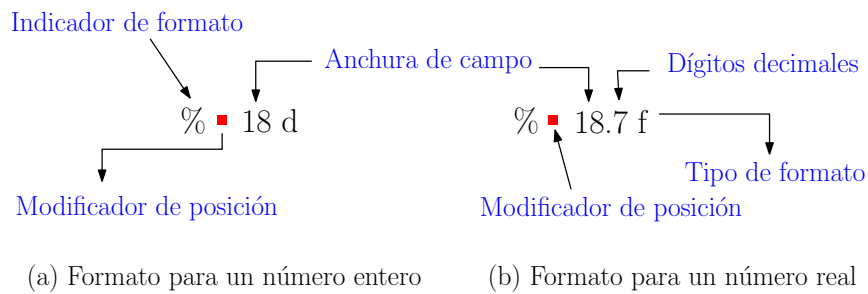 Indicador de formato
Anchura de campo
Dígitos decimales
% 18 d
% 18.7 f
Tipo de formato
Modificador de posición
Modificador de posición
(a) Formato para un número entero
(b) Formato para un número real